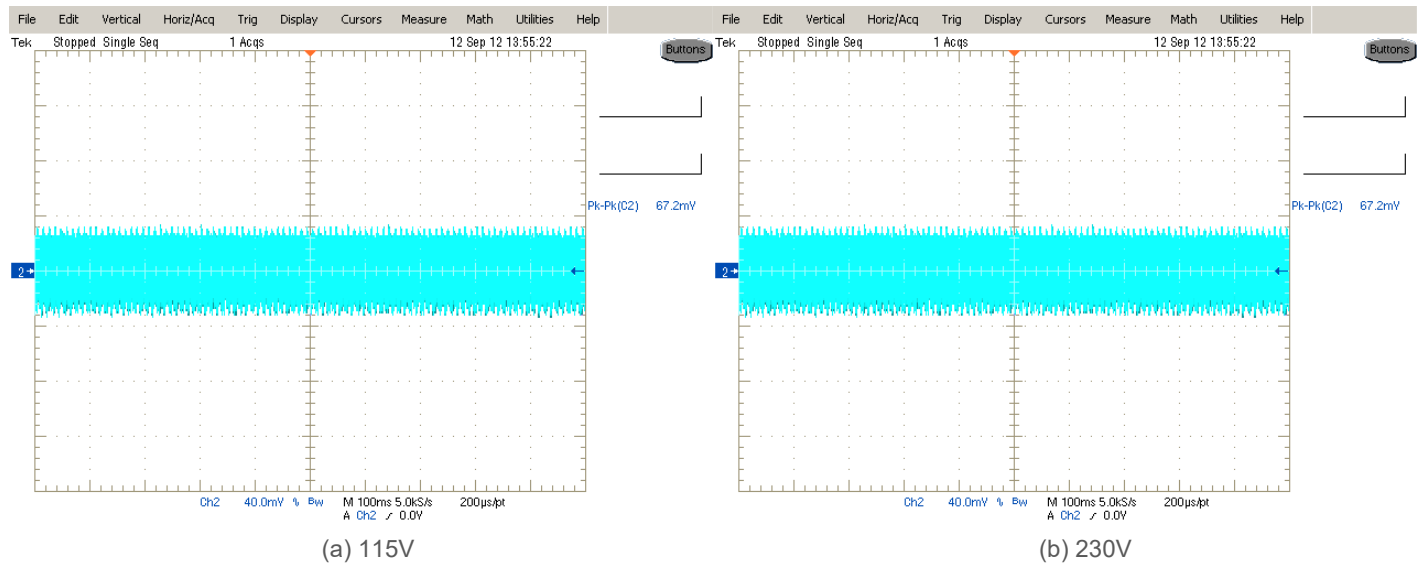 File Edit Vertical Horiz/Acq Trig Display Cursors Measure Math Utilities Help
Tek Stopped Single Seq 1 Acqs 12 Sep 12 13:55:22
Buttons
Pk-Pk(C2) 67.2mV
2
Ch2 40.0mV % Bw M 100ms 5.0kS/s 200µs/pt
A Ch2 / 0.0V
(a) 115V
File Edit Vertical Horiz/Acq Trig Display Cursors Measure Math Utilities Help
Tek Stopped Single Seq 1 Acqs 12 Sep 12 13:55:22
Buttons
Pk-Pk(C2) 67.2mV
2
Ch2 40.0mV % Bw M 100ms 5.0kS/s 200µs/pt
A Ch2 / 0.0V
(b) 230V